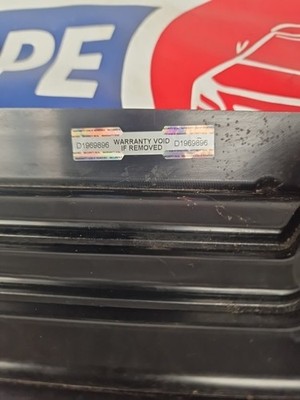 PE
D1969896 WARRANTY VOID D1969896
IF REMOVED